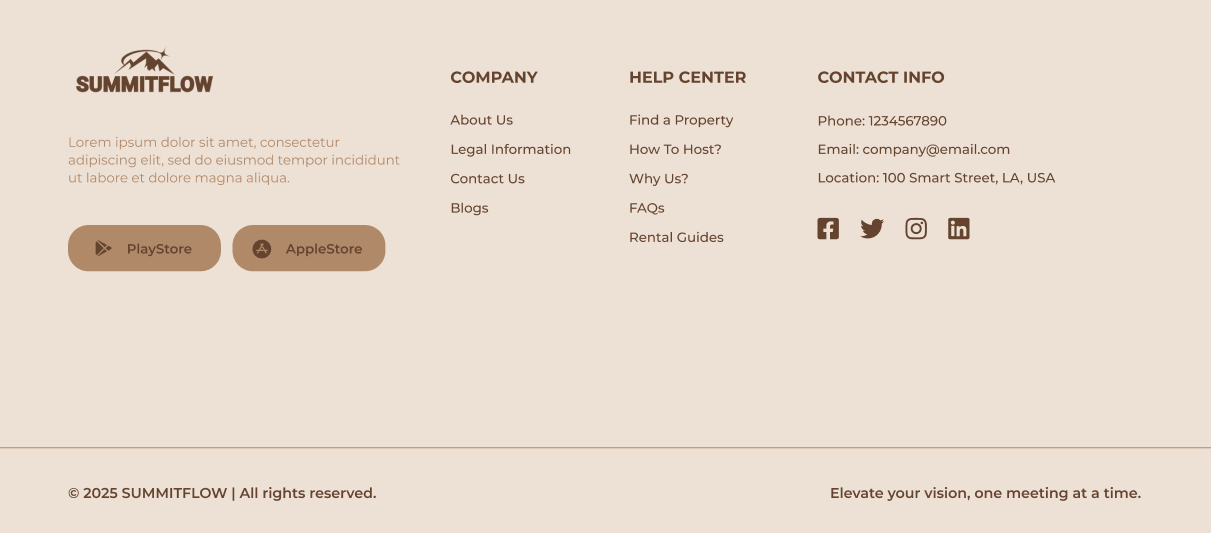 SUMMITFLOW
Lorem ipsum dolor sit amet, consectetur
adipiscing elit, sed do eiusmod tempor incididunt
ut labore et dolore magna aliqua.
PlayStore
AppleStore
COMPANY
About Us
Legal Information
Contact Us
Blogs
HELP CENTER
Find a Property
How To Host?
Why Us?
FAQs
Rental Guides
CONTACT INFO
Phone: 1234567890
Email: company@email.com
Location: 100 Smart Street, LA, USA
© 2025 SUMMITFLOW | All rights reserved.
Elevate your vision, one meeting at a time.